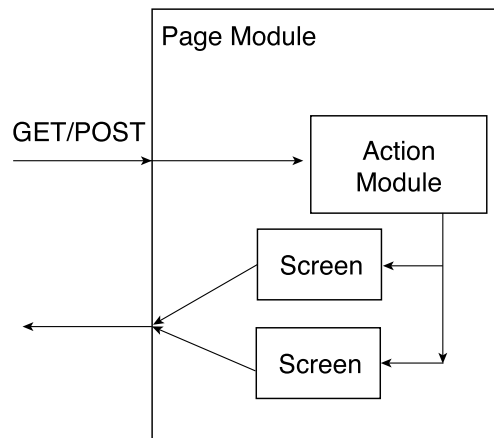 Page Module
GET/POST
Action
Module
Screen
Screen